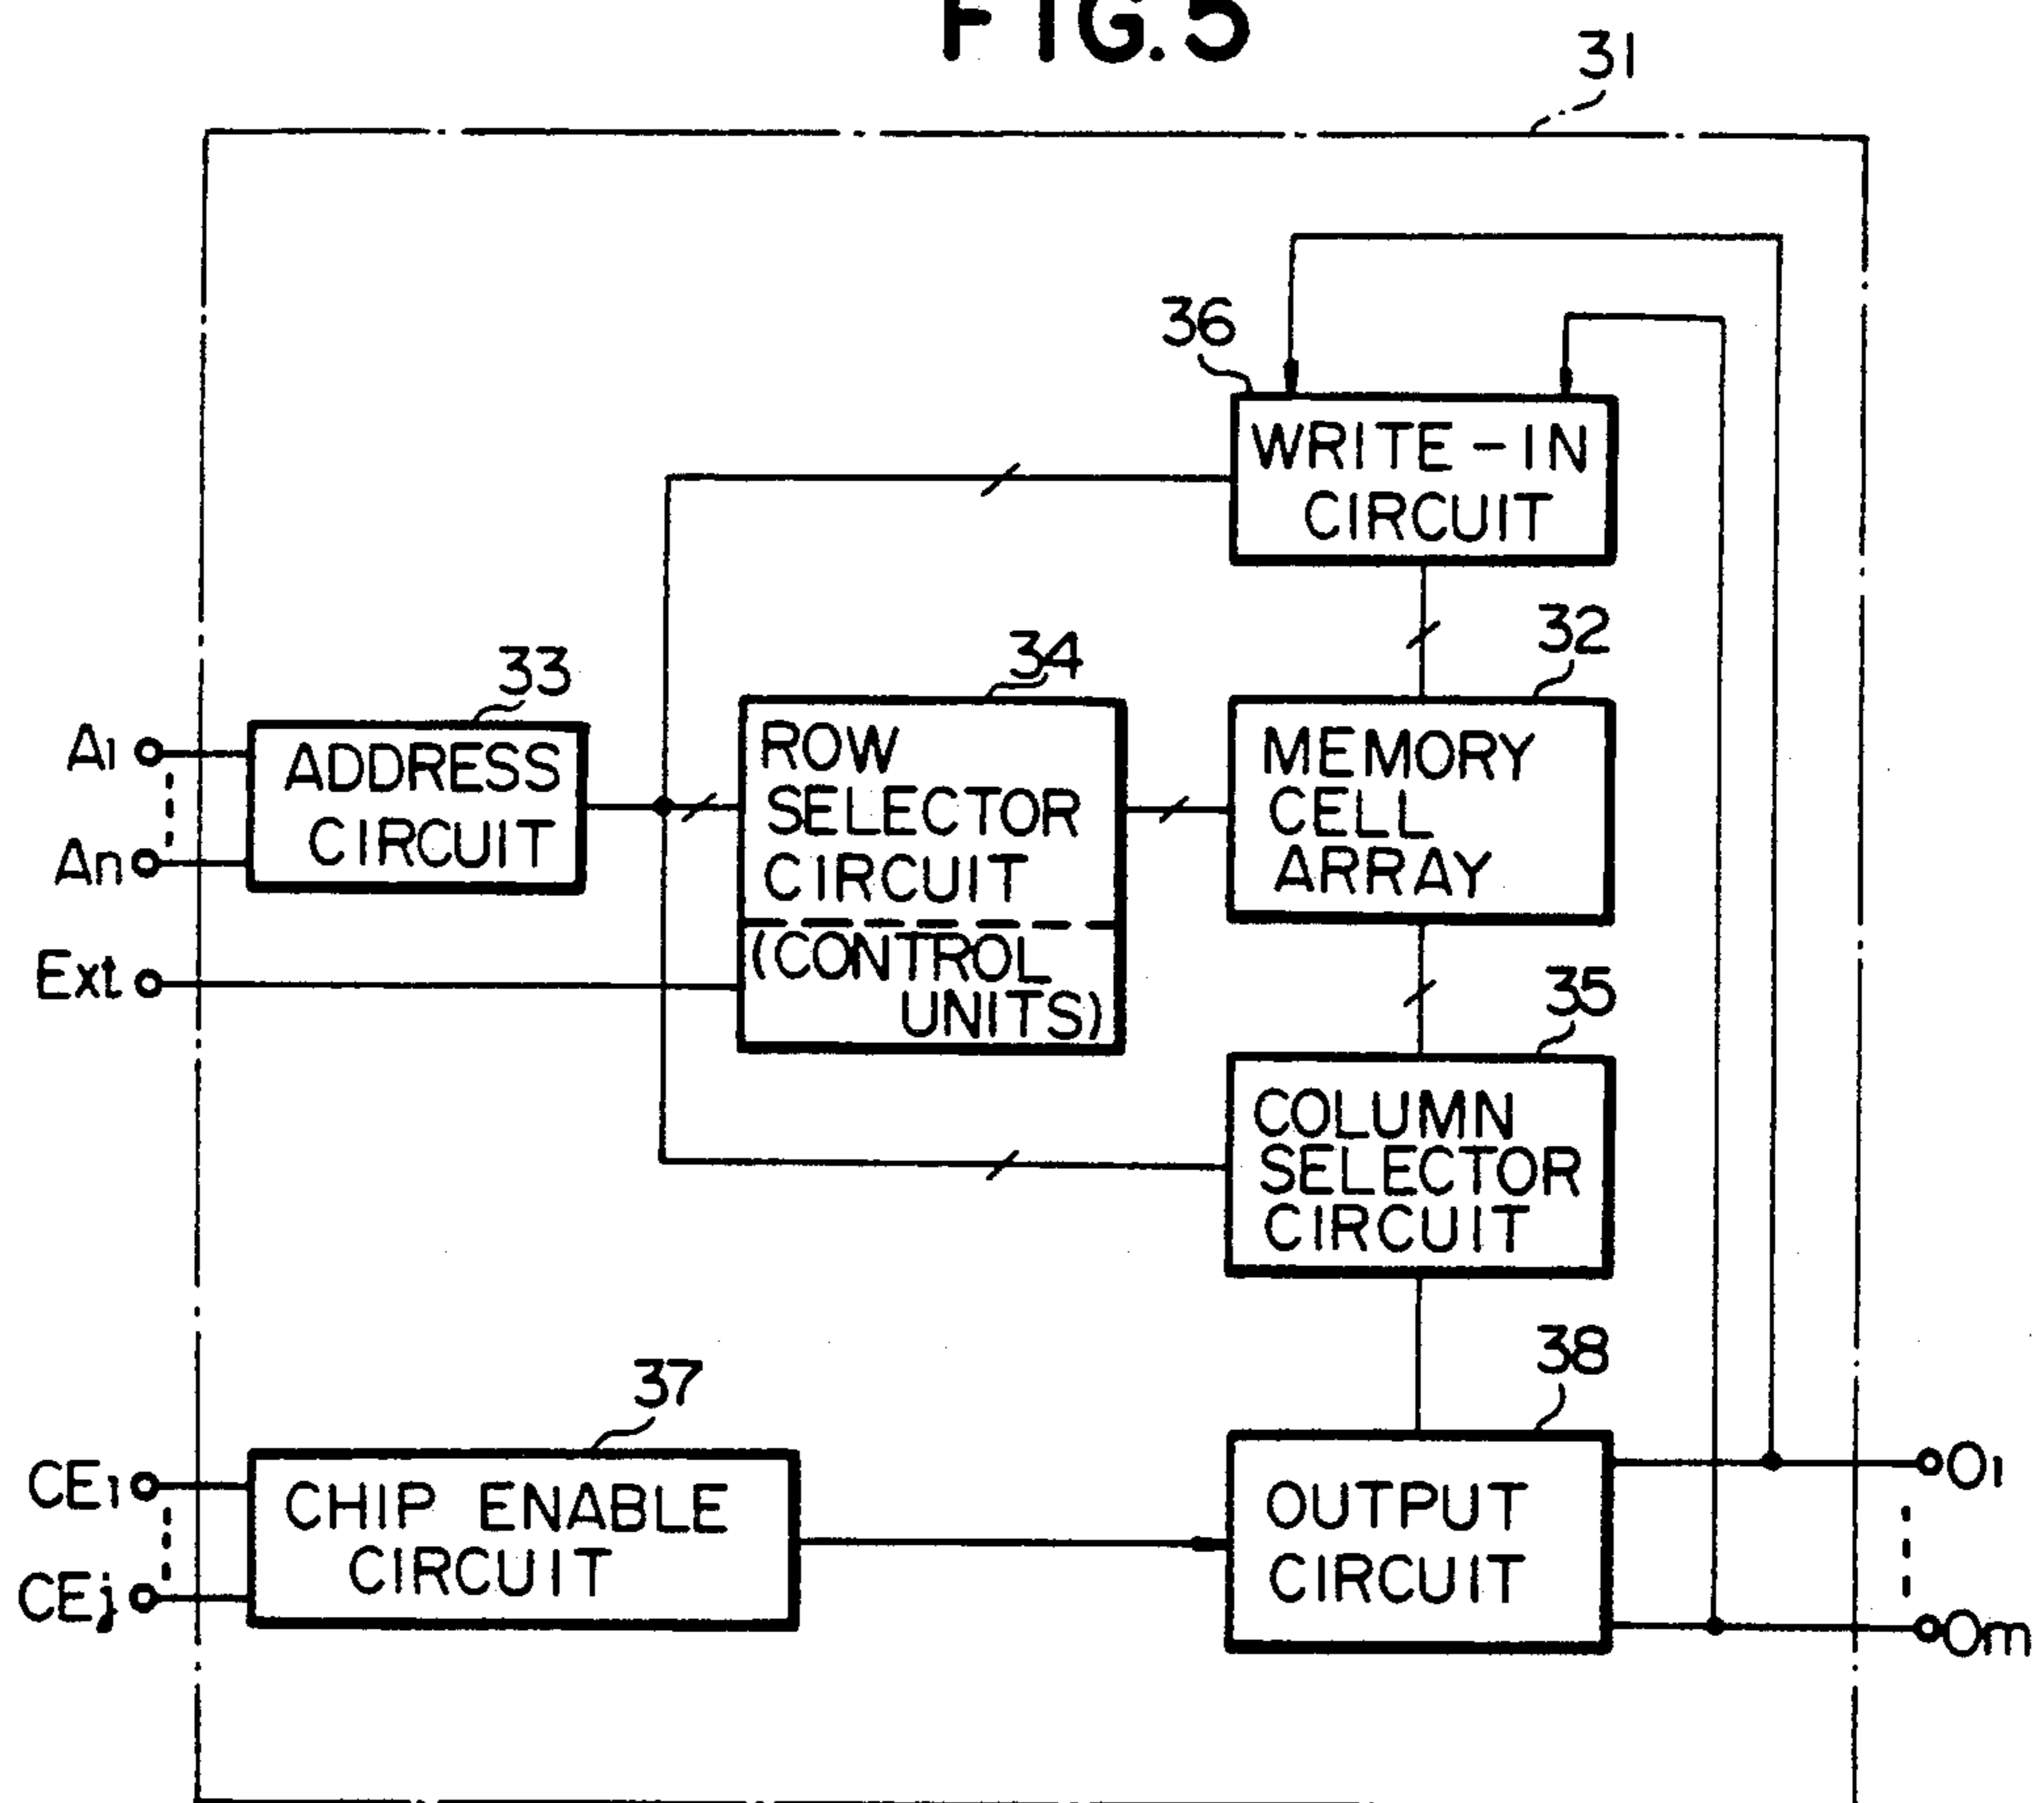 FIG.5
31
36
WRITE-IN
CIRCUIT
33
34
32
A1
An
ADDRESS
CIRCUIT
ROW
SELECTOR
CIRCUIT
(CONTROL
UNITS)
MEMORY
CELL
ARRAY
Ext
35
COLUMN
SELECTOR
CIRCUIT
37
38
CE1
CEj
CHIP ENABLE
CIRCUIT
OUTPUT
CIRCUIT
O1
Om